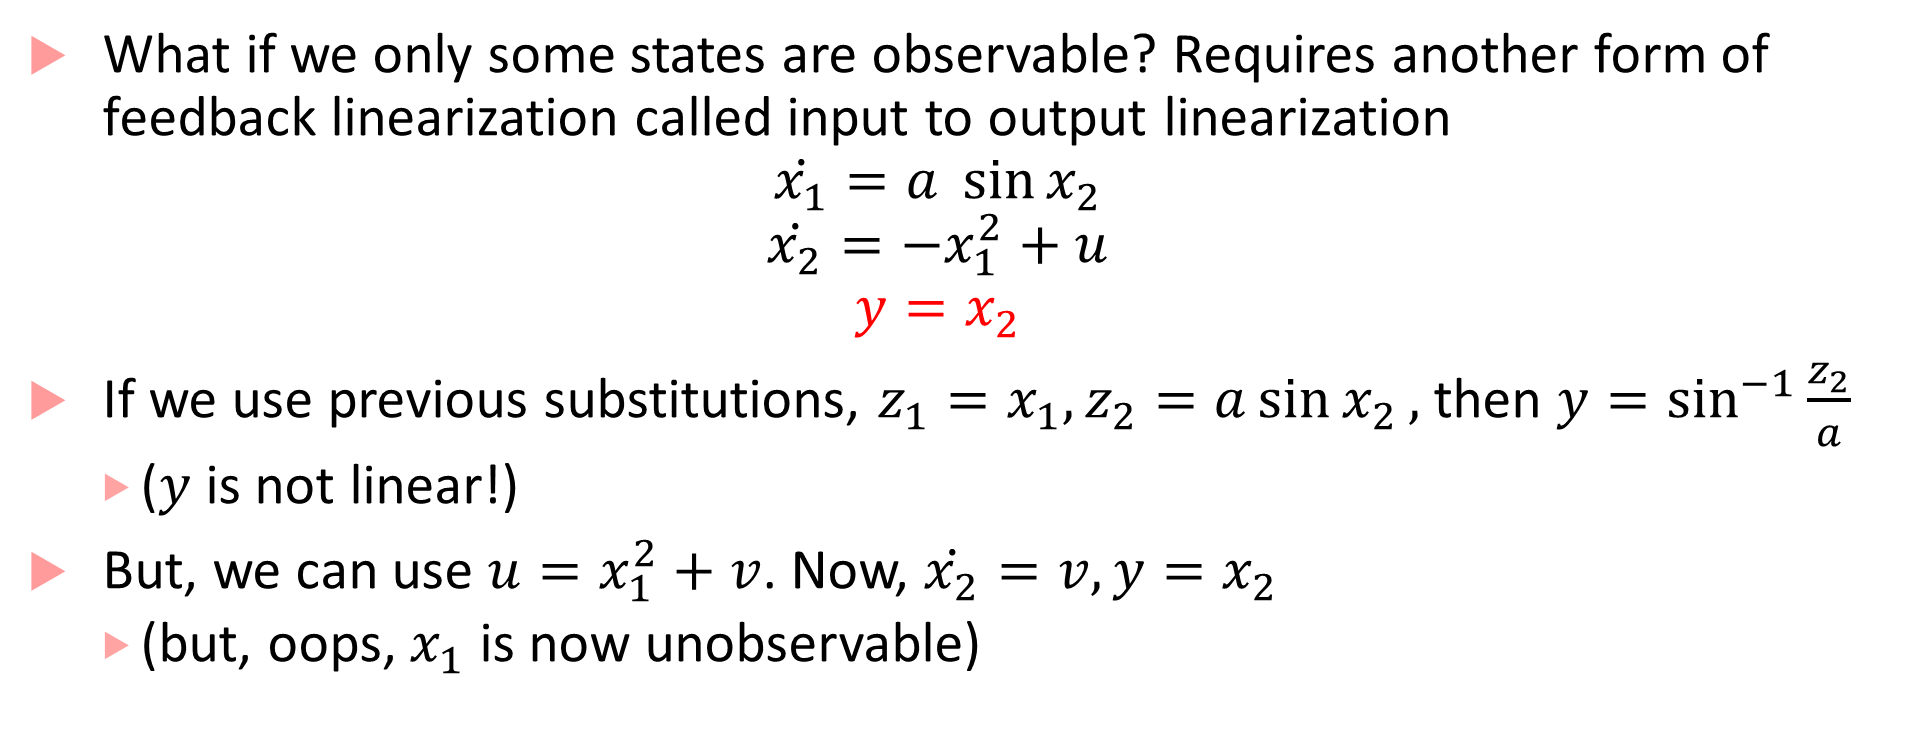 What if we only some states are observable? Requires another form of
feedback linearization called input to output linearization
ẋ₁ = a sin x₂
ẋ₂ = −x₁² + u
y = x₂
If we use previous substitutions, z₁ = x₁, z₂ = a sin x₂ , then y = sin⁻¹ z₂/a
(y is not linear!)
But, we can use u = x₁² + v. Now, ẋ₂ = v, y = x₂
(but, oops, x₁ is now unobservable)